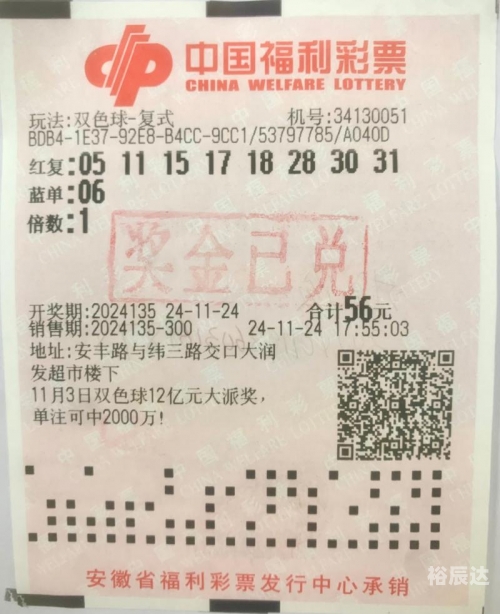 中国福利彩票
CHINA WELFARE LOTTERY
玩法:双色球-复式 机号:34130051
BDB4-1E37-92E8-B4CC-9CC1/53797785/A040D
红复:05 11 15 17 18 28 30 31
蓝单:06
倍数:1
奖金已兑
开奖期:2024135 24-11-24 合计56元
销售期:2024135-300 24-11-24 17:55:03
地址:安丰路与纬三路交口大润
发超市楼下
11月3日双色球12亿元大派奖,
单注可中2000万!
安徽省福利彩票发行中心承销
裕辰达